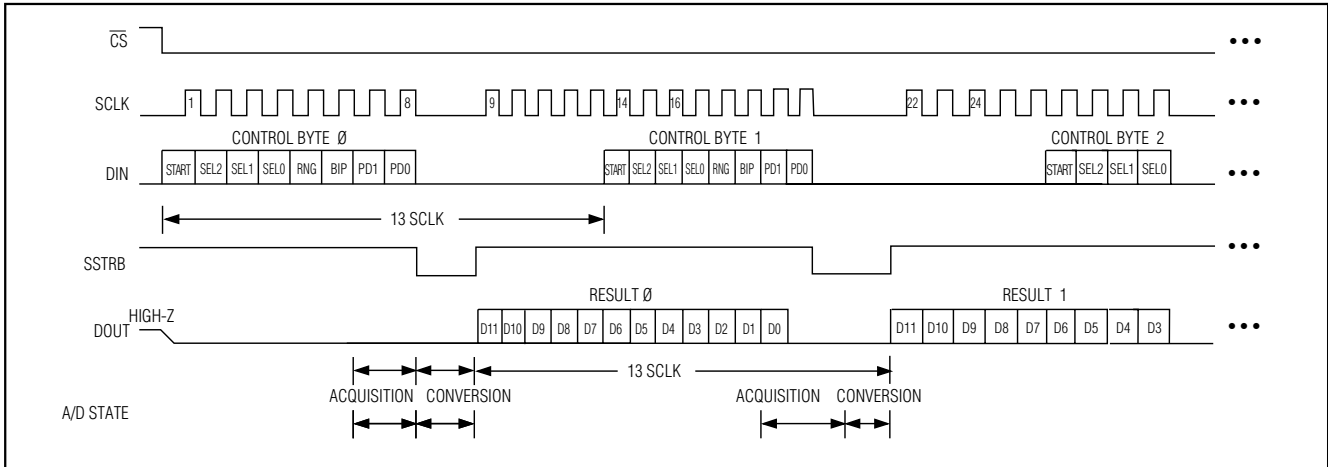 CS
SCLK 1 8 9 14 16 22 24
CONTROL BYTE Ø CONTROL BYTE 1 CONTROL BYTE 2
DIN START SEL2 SEL1 SEL0 RNG BIP PD1 PD0 START SEL2 SEL1 SEL0 RNG BIP PD1 PD0 START SEL2 SEL1 SEL0
13 SCLK
SSTRB
RESULT Ø RESULT 1
HIGH-Z
DOUT D11 D10 D9 D8 D7 D6 D5 D4 D3 D2 D1 D0 D11 D10 D9 D8 D7 D6 D5 D4 D3
13 SCLK
ACQUISITION CONVERSION ACQUISITION CONVERSION
A/D STATE